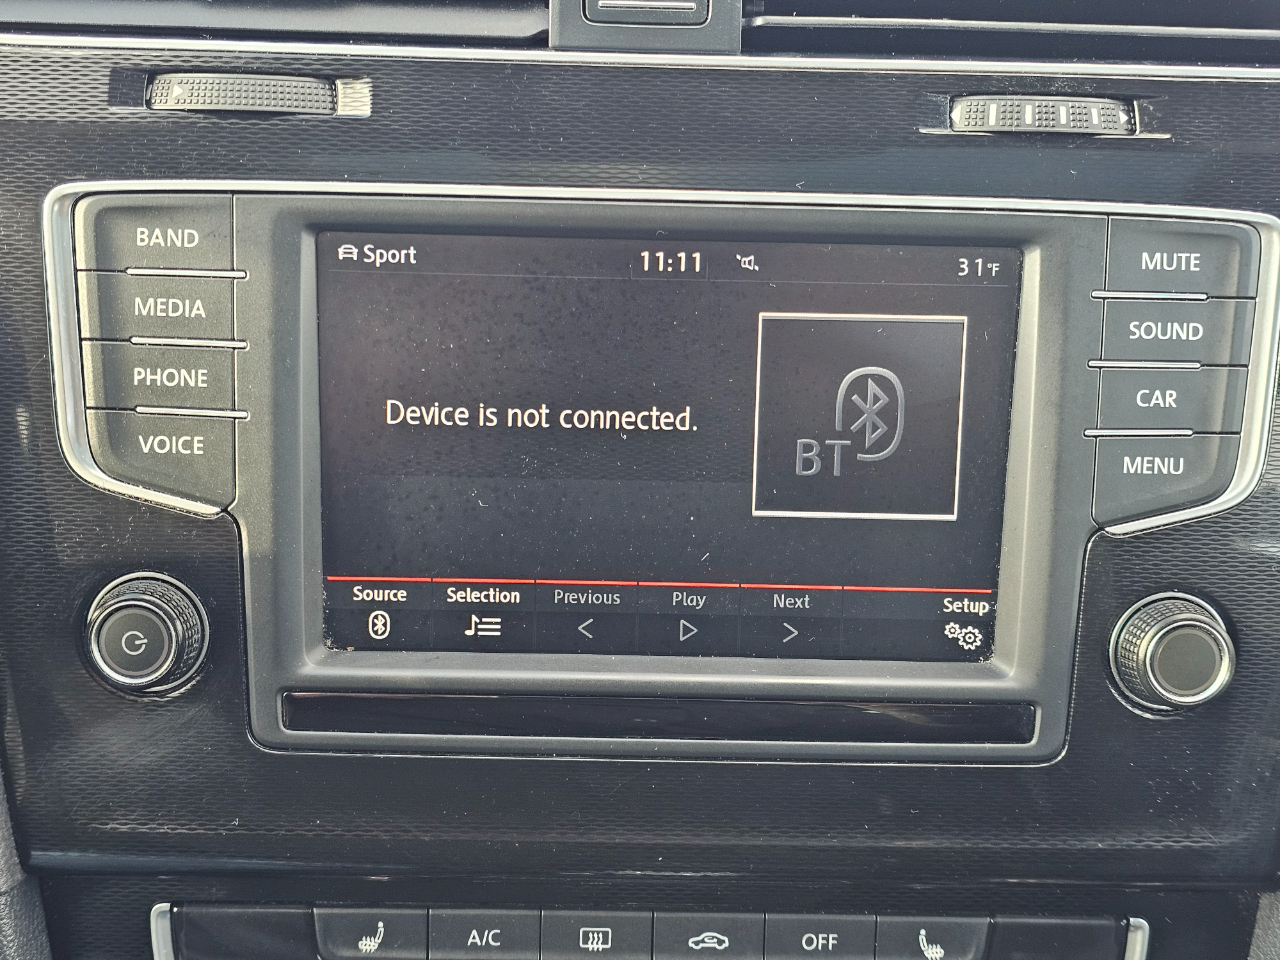 BAND
MEDIA
PHONE
VOICE
Sport 11:11 31°F
Device is not connected.
BT
Source Selection Previous Play Next Setup
MUTE
SOUND
CAR
MENU
A/C OFF